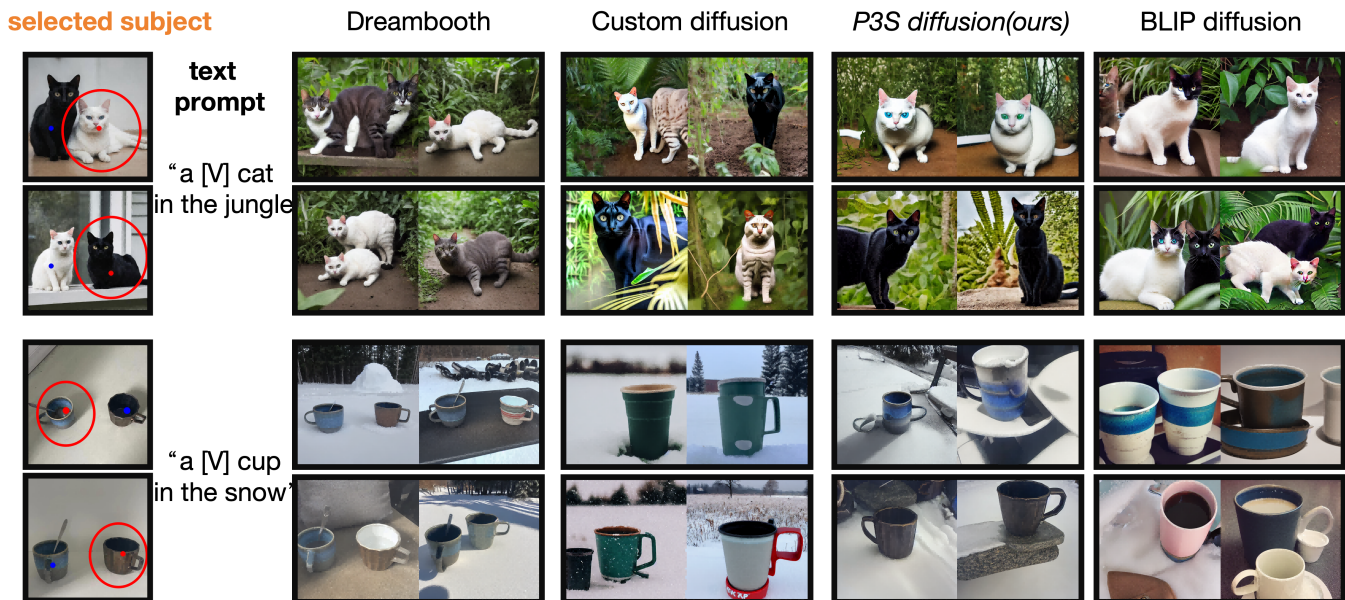 selected subject
Dreambooth
Custom diffusion
P3S diffusion(ours)
BLIP diffusion
text
prompt
“a [V] cat
in the jungle
“a [V] cup
in the snow’